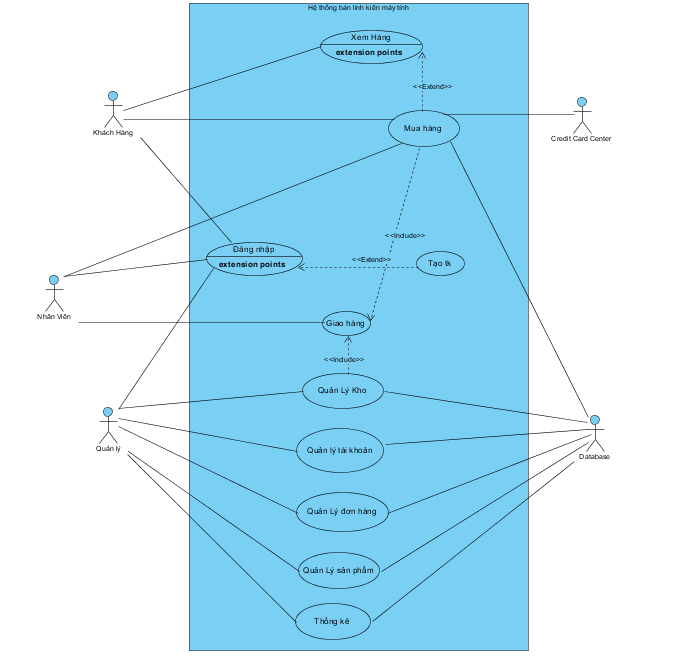 Hệ thống bán linh kiện máy tính
Xem Hàng
extension points
<<Extend>>
Khách Hàng
Mua hàng
Credit Card Center
<<Include>>
Đăng nhập
extension points
<<Extend>>
Tạo tk
Nhân Viên
Giao hàng
<<Include>>
Quản Lý Kho
Quản lý
Quản lý tài khoản
Database
Quản Lý đơn hàng
Quản Lý sản phẩm
Thống kê